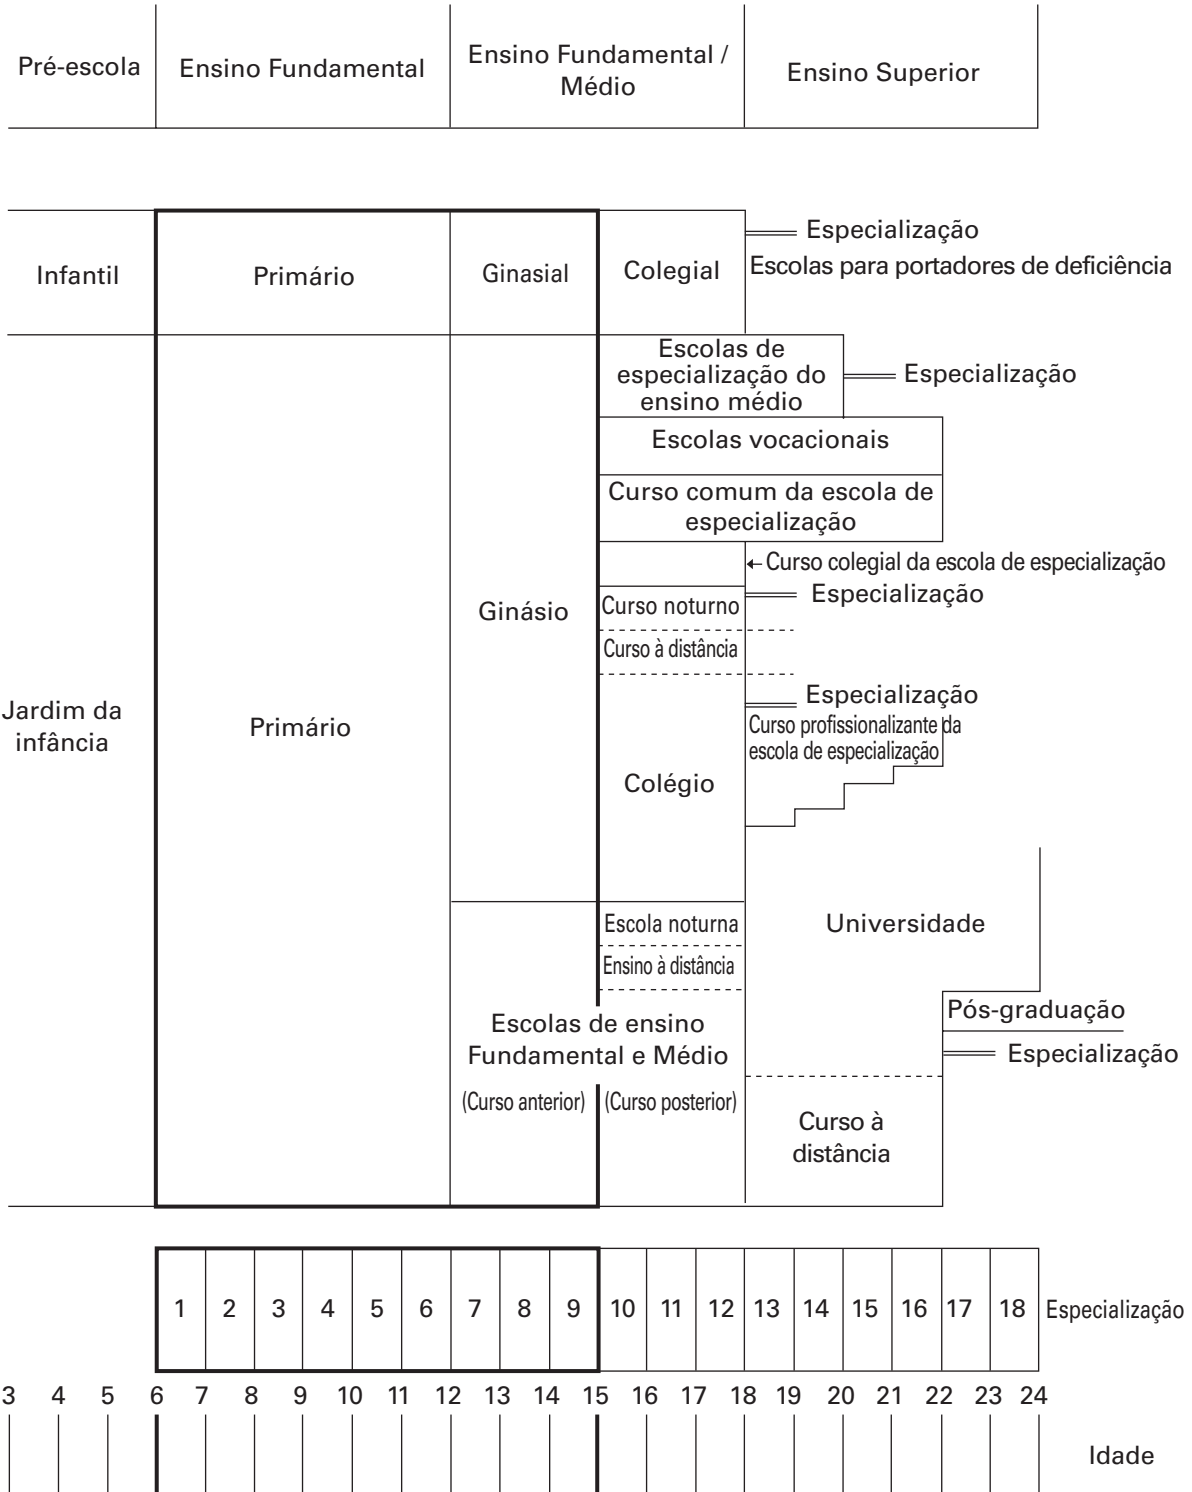 Pré-escola
Ensino Fundamental
Ensino Fundamental /
Médio
Ensino Superior
Infantil
Primário
Ginasial
Colegial
Especialização
Escolas para portadores de deficiência
Escolas de
especialização do
ensino médio
Especialização
Escolas vocacionais
Curso comum da escola de
especialização
Curso colegial da escola de especialização
Especialização
Curso noturno
Curso à distância
Jardim da
infância
Primário
Ginásio
Colégio
Especialização
Curso profissionalizante da
escola de especialização
Universidade
Escola noturna
Ensino à distância
Escolas de ensino
Fundamental e Médio
(Curso anterior)
(Curso posterior)
Pós-graduação
Especialização
Curso à
distância
1 2 3 4 5 6 7 8 9 10 11 12 13 14 15 16 17 18 Especialização
3 4 5 6 7 8 9 10 11 12 13 14 15 16 17 18 19 20 21 22 23 24
Idade